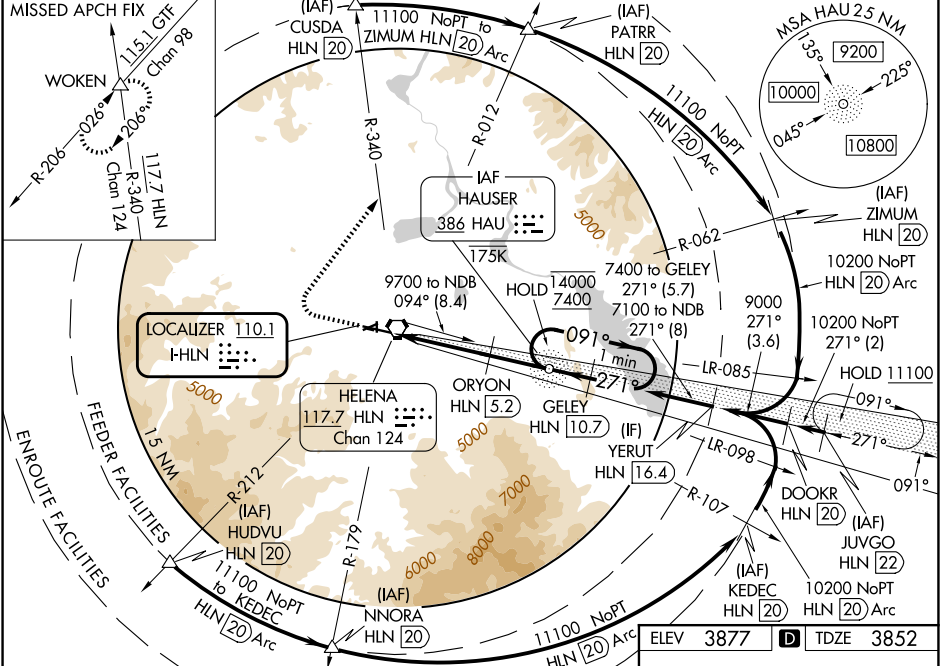 MISSED APCH FIX
115.1 GTF
Chan 98
WOKEN
026°
206°
R-206
R-340
117.7 HLN
Chan 124
(IAF)
CUSDA
HLN 20
11100 NoPT to
ZIMUM HLN 20 Arc
(IAF)
PATRR
HLN 20
MSA HAU 25 NM
135°
9200
225°
10000
045°
10800
R-340
R-012
11100 NoPT
HLN 20 Arc
IAF
HAUSER
386 HAU
175K
5000
(IAF)
ZIMUM
HLN 20
R-062
10200 NoPT
HLN 20 Arc
9700 to NDB
094° (8.4)
HOLD 14000
7400
7400 to GELEY
271° (5.7)
7100 to NDB
271° (8)
9000
271°
(3.6)
10200 NoPT
271° (2)
LOCALIZER 110.1
I-HLN
091°
1 min
271°
LR-085
HOLD 11100
091°
271°
091°
5000
HELENA
117.7 HLN
Chan 124
ORYON
HLN 5.2
GELEY
HLN 10.7
(IF)
YERUT
HLN 16.4
LR-098
5000
FEEDER FACILITIES
ENROUTE FACILITIES
15 NM
R-212
7000
R-107
DOOKR
HLN 20
(IAF)
JUVGO
HLN 22
(IAF)
HUDVU
HLN 20
R-179
8000
6000
11100 NoPT
to KEDEC
HLN 20 Arc
(IAF)
NNORA
HLN 20
(IAF)
KEDEC
HLN 20
10200 NoPT
HLN 20 Arc
11100 NoPT
HLN 20 Arc
ELEV 3877 D TDZE 3852